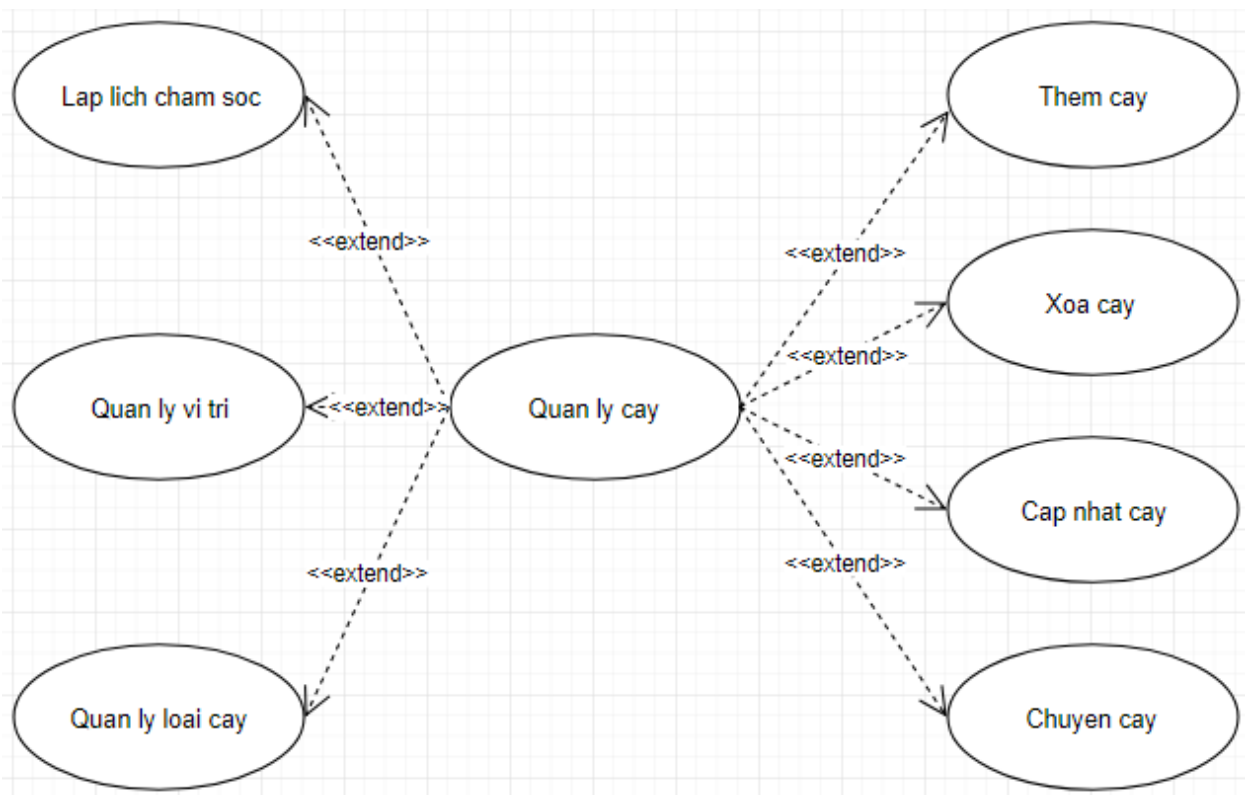 Lap lich cham soc
Them cay
<<extend>>
<<extend>>
Xoa cay
<<extend>>
Quan ly vi tri
<<extend>>
Quan ly cay
<<extend>>
Cap nhat cay
<<extend>>
<<extend>>
Quan ly loai cay
Chuyen cay